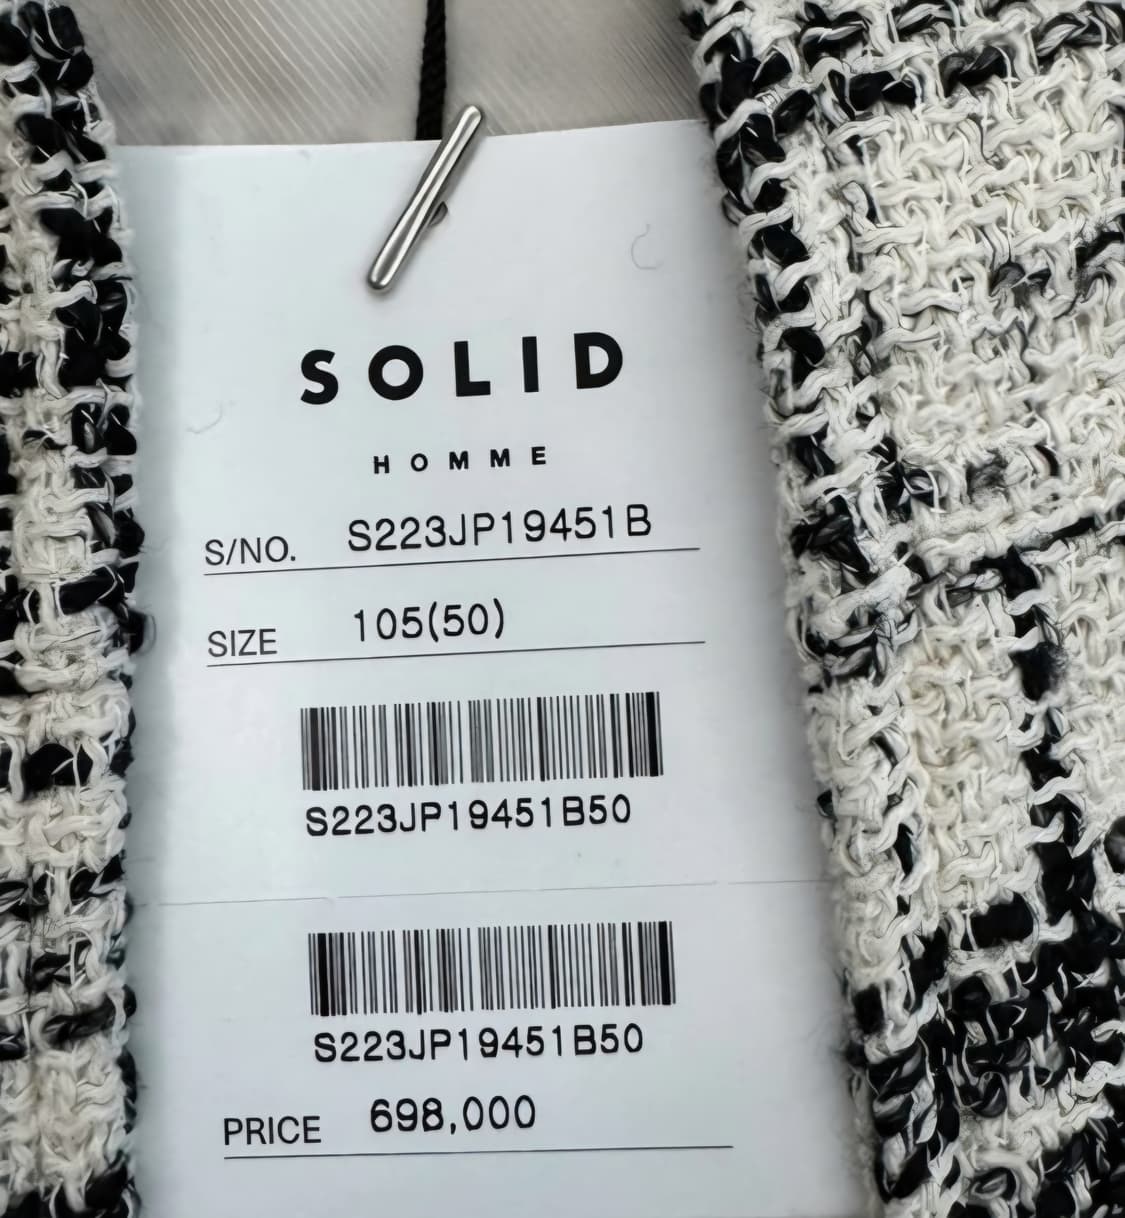 SOLID
HOMME
S/NO. S223JP19451B
SIZE 105(50)
S223JP19451B50
S223JP19451B50
PRICE 698,000